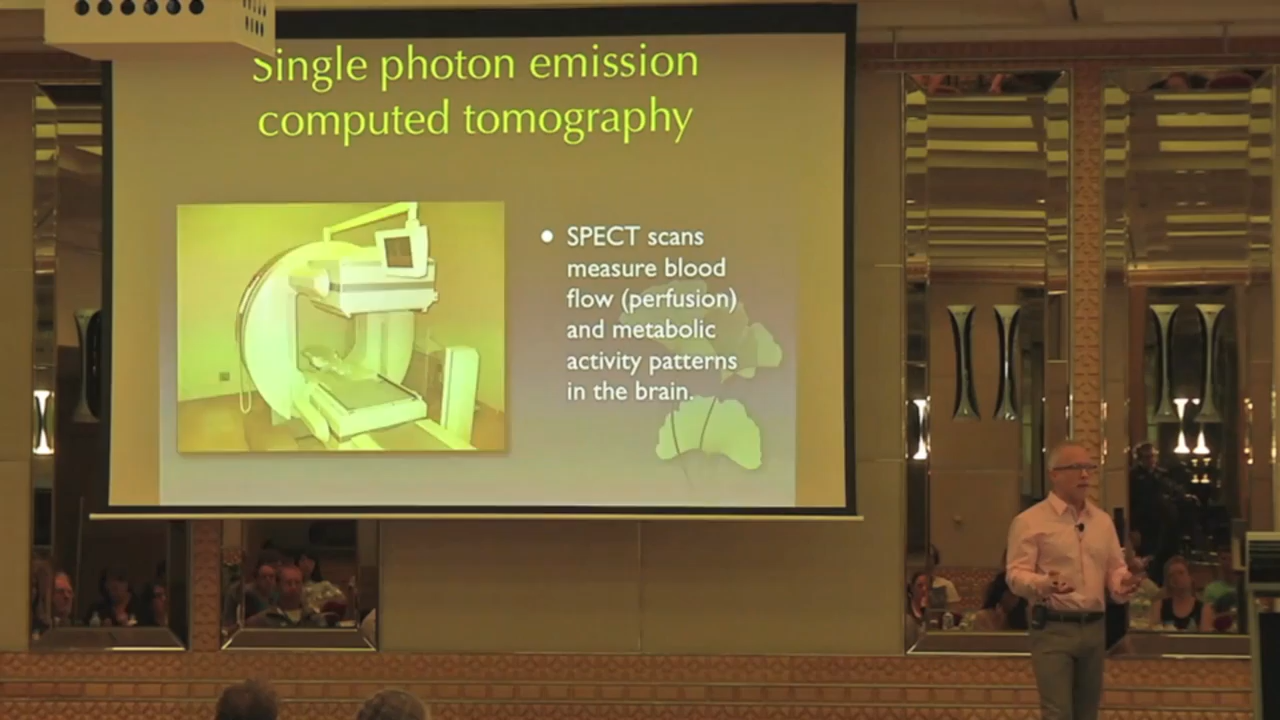 Single photon emission
computed tomography
• SPECT scans
measure blood
flow (perfusion)
and metabolic
activity patterns
in the brain.